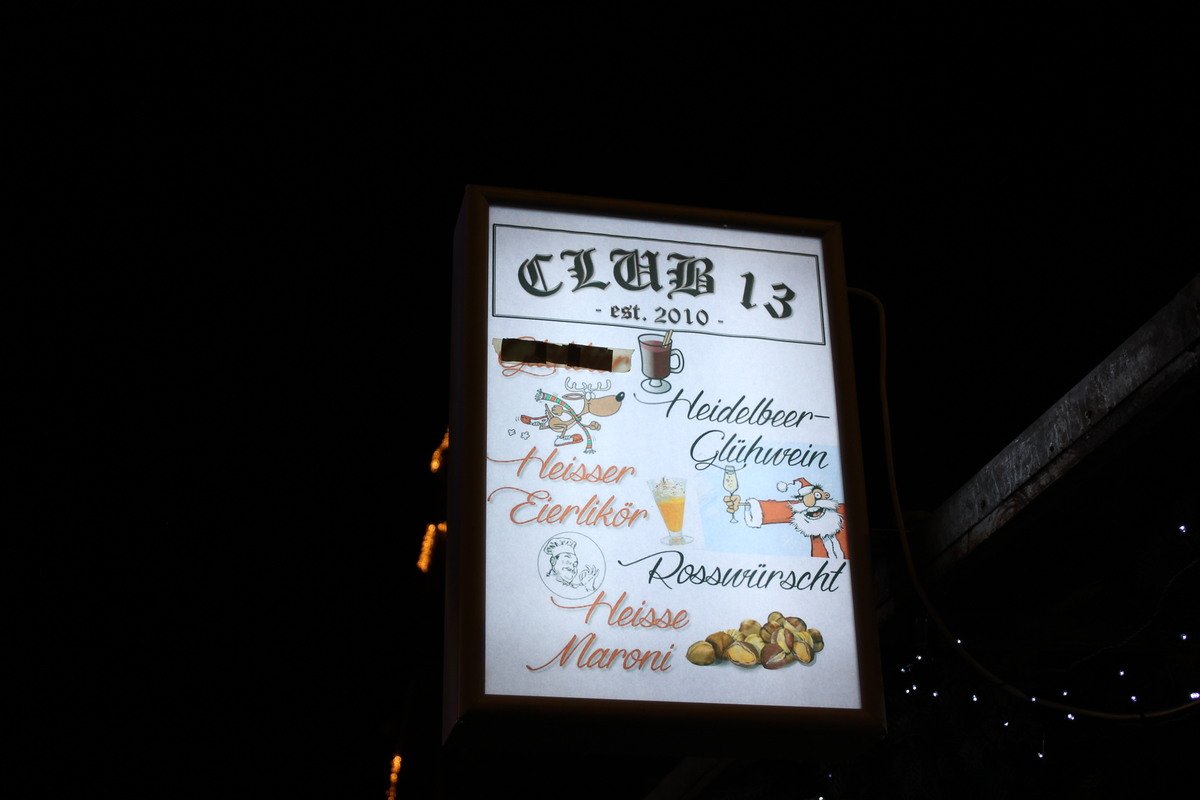 CLUB 13
- est. 2010 -
Heidelbeer-
Glühwein
Heisser
Eierlikör
Rosswürscht
Heisse
Maroni